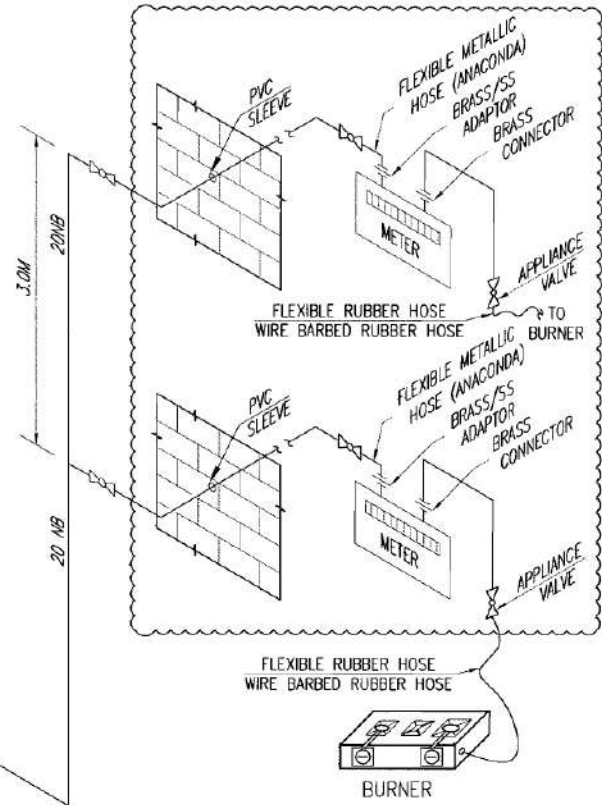 FLEXIBLE METALLIC
HOSE (ANACONDA)
BRASS/SS
ADAPTOR
BRASS
CONNECTOR
PVC
SLEEVE
20NB
3.0M
METER
APPLIANCE
VALVE
FLEXIBLE RUBBER HOSE
WIRE BARBED RUBBER HOSE
TO
BURNER
FLEXIBLE METALLIC
HOSE (ANACONDA)
BRASS/SS
ADAPTOR
BRASS
CONNECTOR
PVC
SLEEVE
20 NB
METER
APPLIANCE
VALVE
FLEXIBLE RUBBER HOSE
WIRE BARBED RUBBER HOSE
BURNER